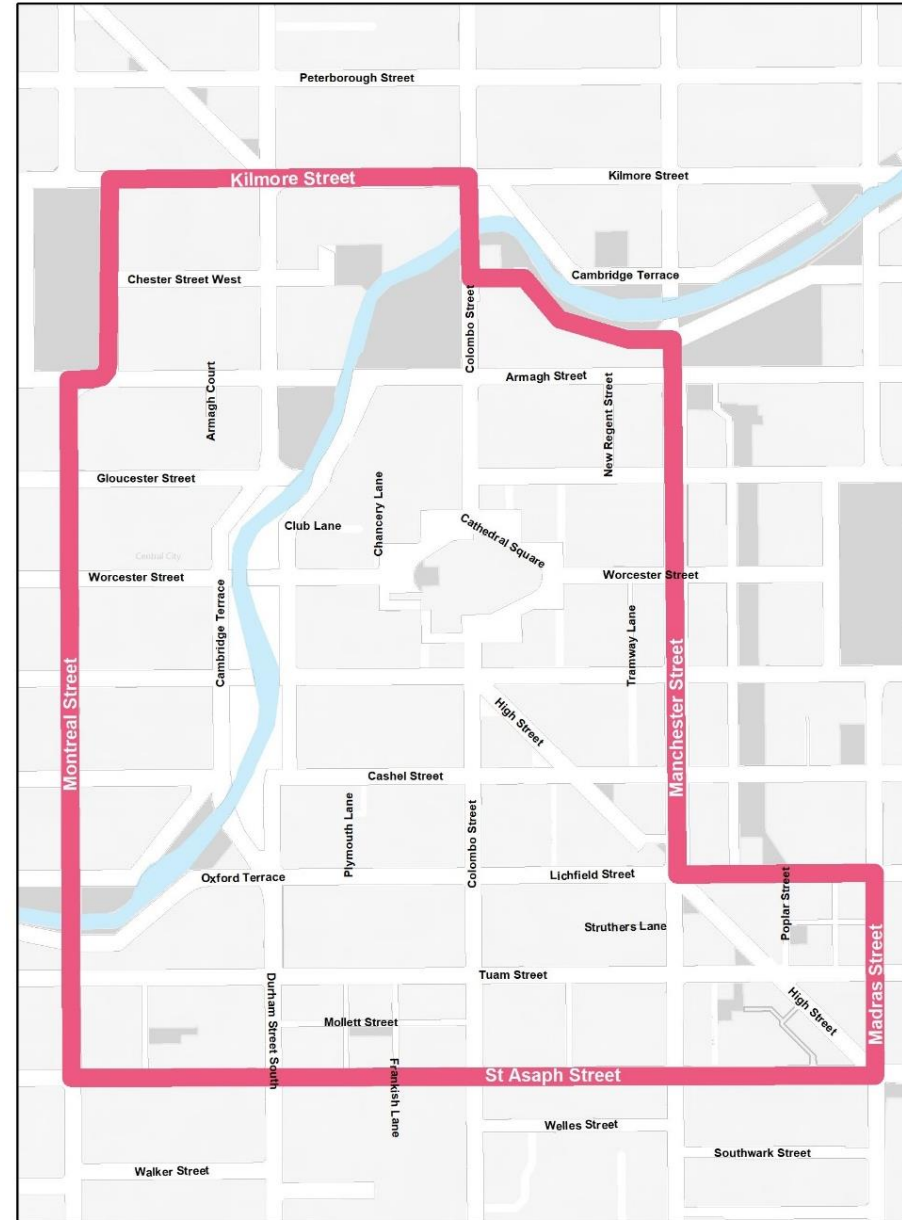 Peterborough Street
Kilmore Street
Kilmore Street
Chester Street West
Cambridge Terrace
Colombo Street
Armagh Court
Armagh Street
New Regent Street
Gloucester Street
Chancery Lane
Club Lane
Cathedral Square
Central City
Worcester Street
Worcester Street
Cambridge Terrace
Tramway Lane
Montreal Street
Manchester Street
High Street
Cashel Street
Plymouth Lane
Colombo Street
Oxford Terrace
Lichfield Street
Poplar Street
Struthers Lane
Tuam Street
Madras Street
Durham Street South
Mollett Street
High Street
Frankish Lane
St Asaph Street
Welles Street
Southwark Street
Walker Street